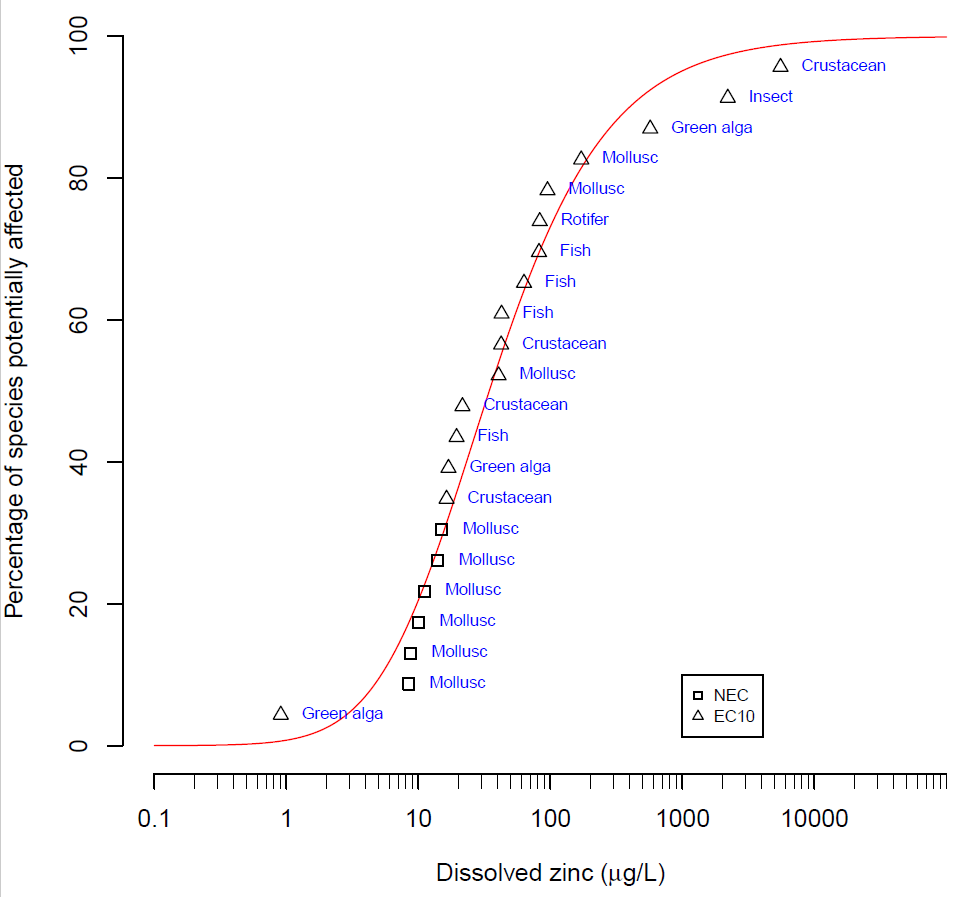 Percentage of species potentially affected
100
80
60
40
20
0
Crustacean
Insect
Green alga
Mollusc
Mollusc
Rotifer
Fish
Fish
Fish
Crustacean
Mollusc
Crustacean
Fish
Green alga
Crustacean
Mollusc
Mollusc
Mollusc
Mollusc
Mollusc
Mollusc
Green alga
NEC
EC10
0.1 1 10 100 1000 10000
Dissolved zinc (μg/L)